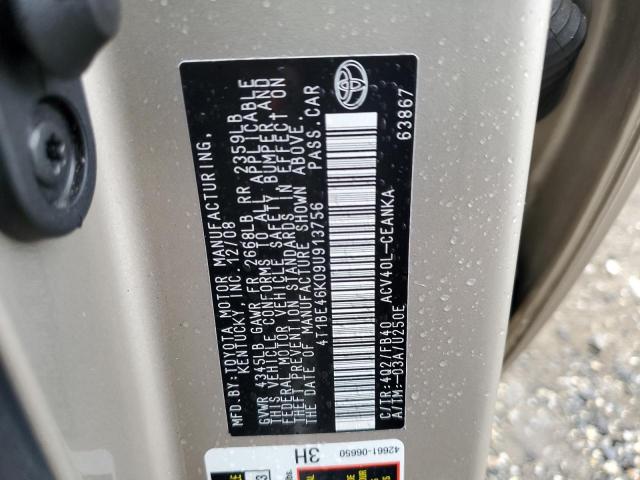 MFD.BY:TOYOTA MOTOR MANUFACTURING,
KENTUCKY, INC. 12/08
GVWR 4345LB GAWR FR 2668LB RR 2359LB
THIS VEHICLE CONFORMS TO ALL APPLICABLE
FEDERAL MOTOR VEHICLE SAFETY, BUMPER, AND
THEFT PREVENTION STANDARDS IN EFFECT ON
THE DATE OF MANUFACTURE SHOWN ABOVE.
4T1BE46K09U913756 PASS.CAR
C/TR:4Q2/FB40 ACV40L-CEANKA 63867
A/TM:-03A/U250E
42661-06650
3H